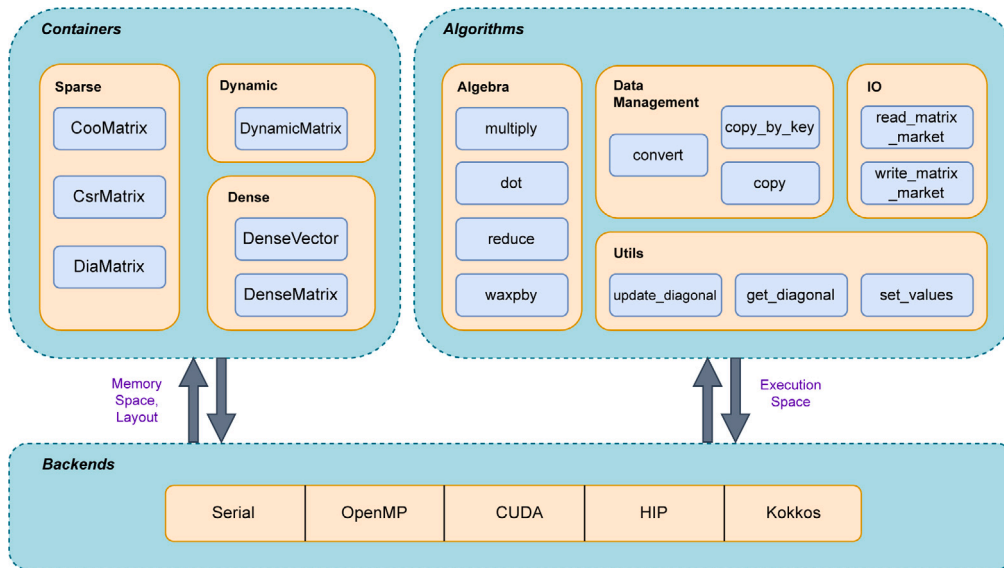 Containers
Sparse
CooMatrix
CsrMatrix
DiaMatrix
Dynamic
DynamicMatrix
Dense
DenseVector
DenseMatrix
Algorithms
Algebra
multiply
dot
reduce
waxpby
Data
Management
convert
copy_by_key
copy
IO
read_matrix
_market
write_matrix
_market
Utils
update_diagonal
get_diagonal
set_values
Memory
Space,
Layout
Execution
Space
Backends
Serial
OpenMP
CUDA
HIP
Kokkos